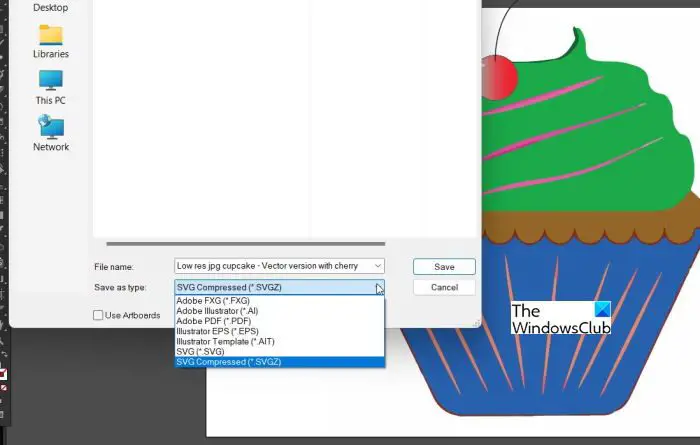 Desktop
Libraries
This PC
Network
File name:
Low res jpg cupcake - Vector version with cherry
Save
Save as type:
SVG Compressed (*.SVGZ)
Cancel
Use Artboards
Adobe FXG (*.FXG)
Adobe Illustrator (*.AI)
Adobe PDF (*.PDF)
Illustrator EPS (*.EPS)
Illustrator Template (*.AIT)
SVG (*.SVG)
SVG Compressed (*.SVGZ)
The
WindowsClub